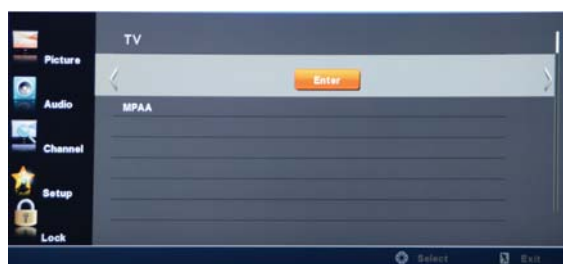 TV
Picture
Enter
Audio
MPAA
Channel
Setup
Lock
Select
Exit